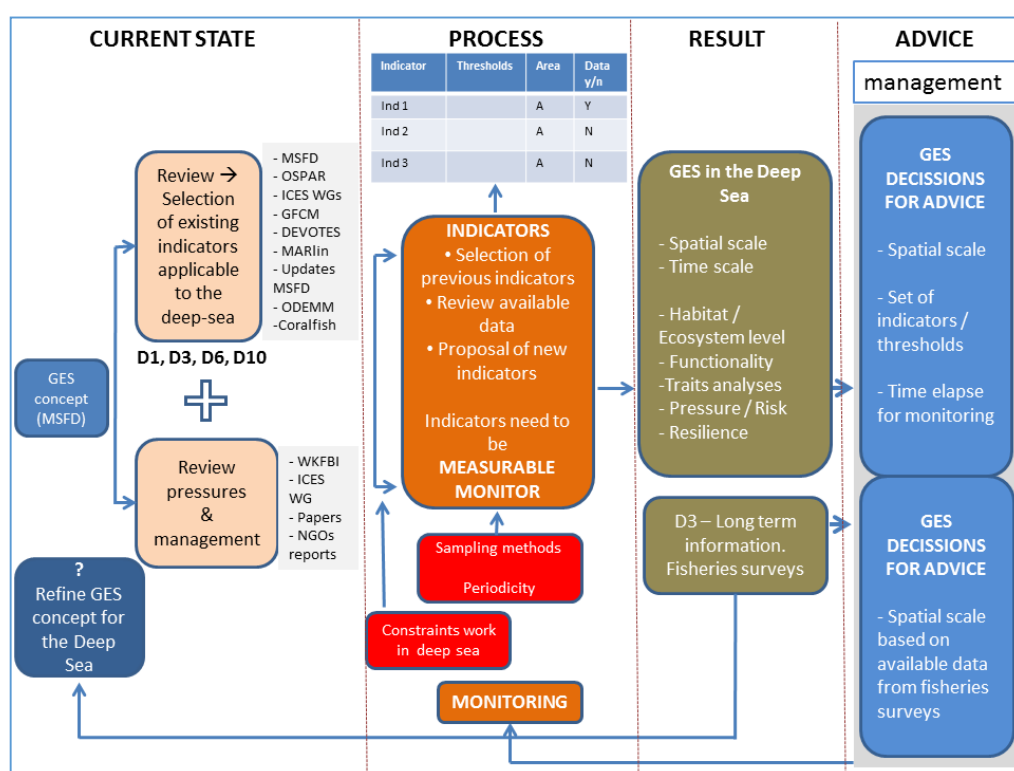 CURRENT STATE
PROCESS
RESULT
ADVICE
management
Review →
Selection
of existing
indicators
applicable
to the
deep-sea
- MSFD
- OSPAR
- ICES WGs
- GFCM
- DEVOTES
- MARlin
- Updates
MSFD
- ODEMM
-Coralfish
D1, D3, D6, D10
GES
concept
(MSFD)
Review
pressures
&
management
- WKFBI
- ICES
WG
- Papers
- NGOs
reports
?
Refine GES
concept for
the Deep
Sea
Indicator Thresholds Area Data
y/n
Ind 1 A Y
Ind 2 A N
Ind 3 A N
INDICATORS
• Selection of
previous indicators
• Review available
data
• Proposal of new
indicators
Indicators need to
be
MEASURABLE
MONITOR
Sampling methods
Periodicity
Constraints work
in deep sea
MONITORING
GES in the Deep
Sea
- Spatial scale
- Time scale
- Habitat /
Ecosystem level
- Functionality
-Traits analyses
- Pressure / Risk
- Resilience
D3 – Long term
information.
Fisheries surveys
GES
DECISSIONS
FOR ADVICE
- Spatial scale
- Set of
indicators /
thresholds
- Time elapse
for monitoring
GES
DECISSIONS
FOR ADVICE
- Spatial scale
based on
available data
from fisheries
surveys